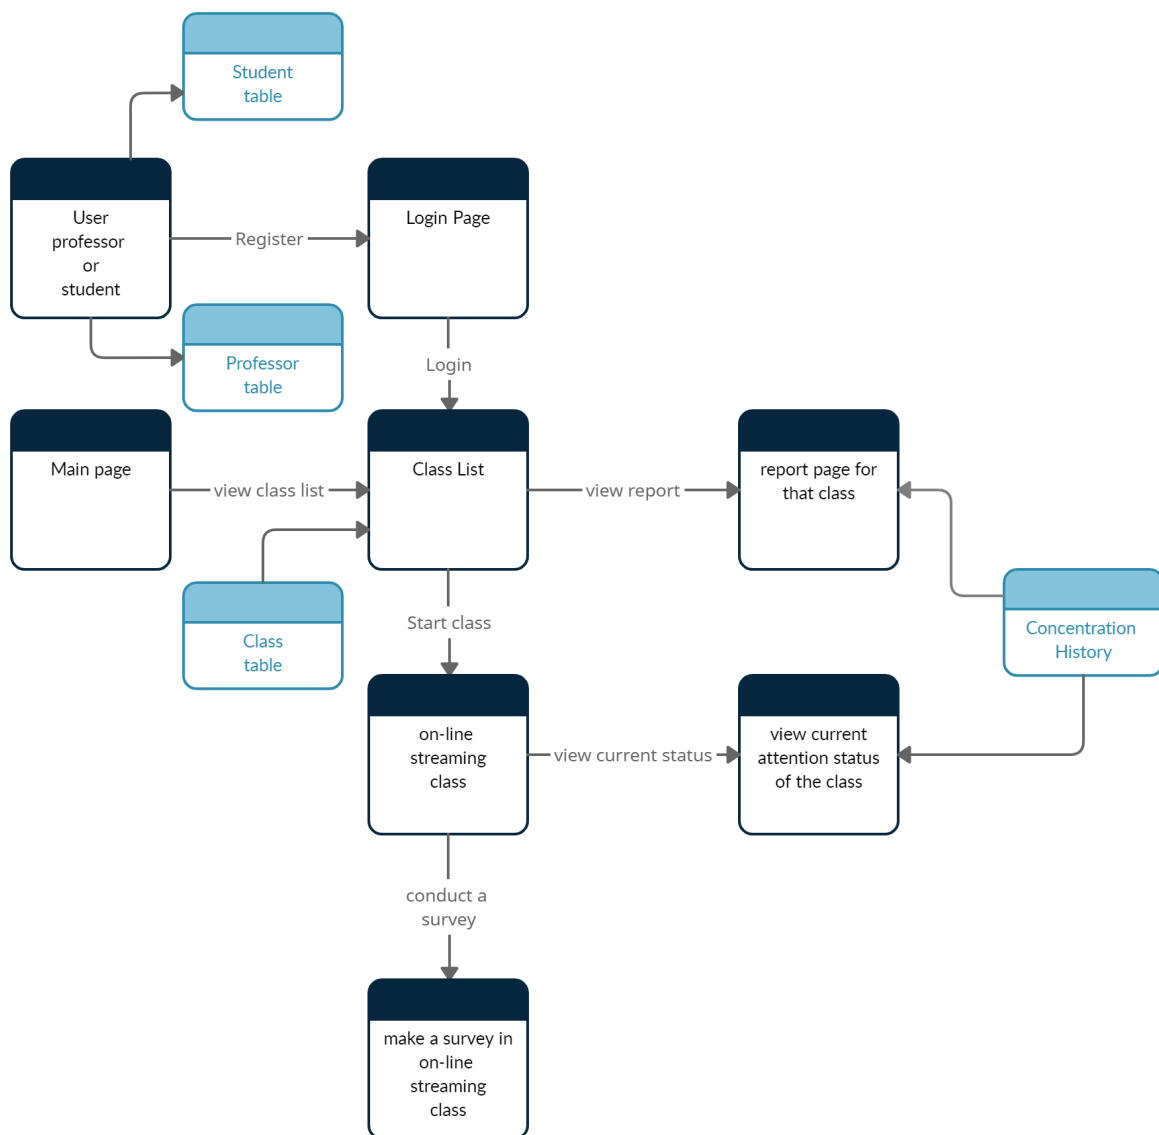 Student
table
User
professor
or
student
Register
Login Page
Professor
table
Login
Main page
view class list
Class List
view report
report page for
that class
Class
table
Start class
Concentration
History
on-line
streaming
class
view current status
view current
attention status
of the class
conduct a
survey
make a survey in
on-line
streaming
class